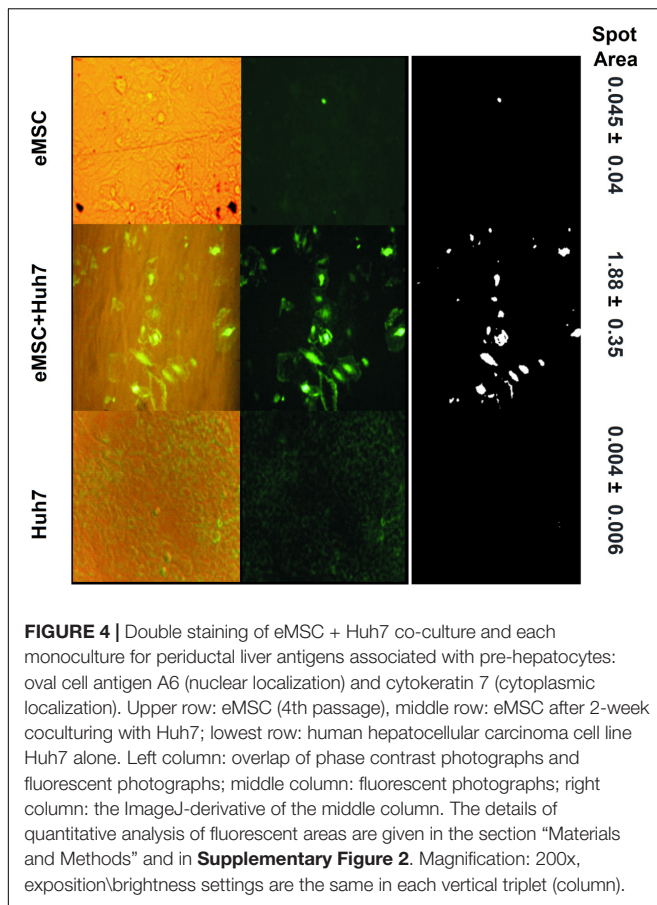 Spot
Area
eMSC
0.045 ± 0.04
eMSC+Huh7
1.88 ± 0.35
Huh7
0.004 ± 0.006
FIGURE 4 | Double staining of eMSC + Huh7 co-culture and each
monoculture for periductal liver antigens associated with pre-hepatocytes:
oval cell antigen A6 (nuclear localization) and cytokeratin 7 (cytoplasmic
localization). Upper row: eMSC (4th passage), middle row: eMSC after 2-week
coculturing with Huh7; lowest row: human hepatocellular carcinoma cell line
Huh7 alone. Left column: overlap of phase contrast photographs and
fluorescent photographs; middle column: fluorescent photographs; right
column: the ImageJ-derivative of the middle column. The details of
quantitative analysis of fluorescent areas are given in the section “Materials
and Methods” and in Supplementary Figure 2. Magnification: 200x,
exposition\brightness settings are the same in each vertical triplet (column).